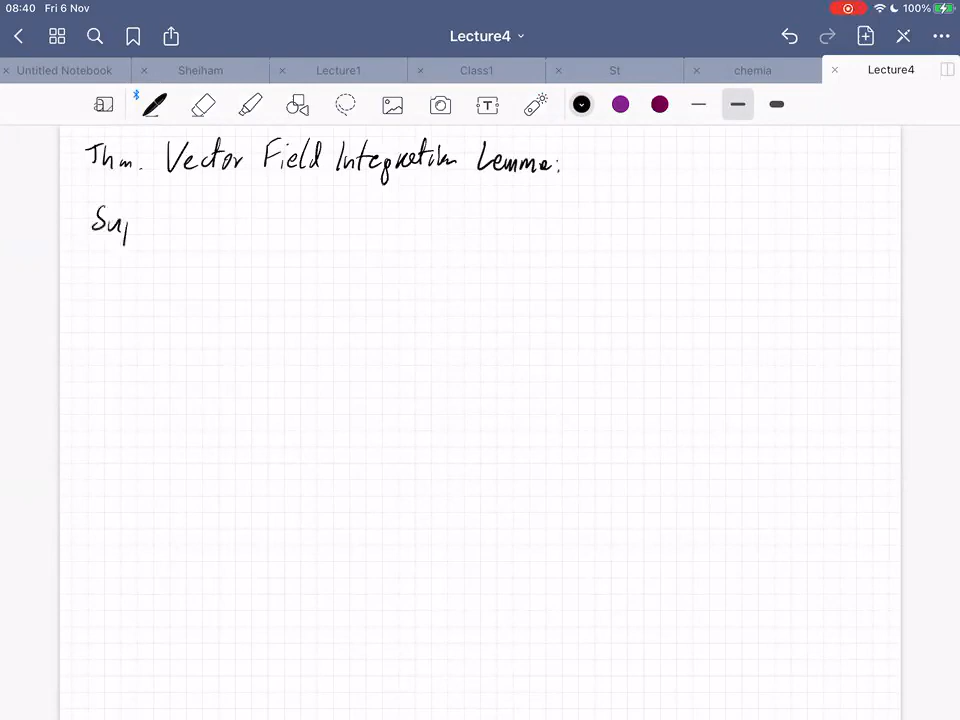 08:40 Fri 6 Nov 100%
Lecture4
Untitled Notebook Sheiham Lecture1 Class1 St chemia Lecture4
Thm. Vector Field Integration Lemma:
Sup